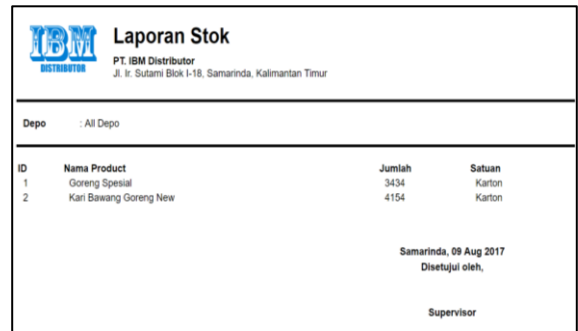 IBM
DISTRIBUTOR
Laporan Stok
PT. IBM Distributor
Jl. Ir. Sutami Blok I-18, Samarinda, Kalimantan Timur
Depo : All Depo
ID Nama Product Jumlah Satuan
1 Goreng Spesial 3434 Karton
2 Kari Bawang Goreng New 4154 Karton
Samarinda, 09 Aug 2017
Disetujui oleh,
Supervisor